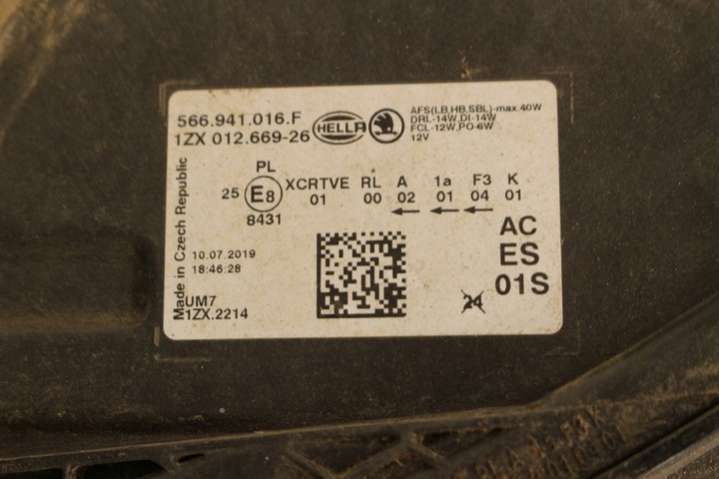 566.941.016.F
1ZX 012.669-26
HELLA
AFS(LB,HB,SBL)-max.40W
DRL-14W,DI-14W
FCL-12W,PO-6W
12V
Made in Czech Republic
PL
25 E8 XCRTVE RL A 1a F3 K
8431 01 00 02 01 04 01
10.07.2019
18:46:28
AC
ES
01S
UM7
1ZX.2214
24